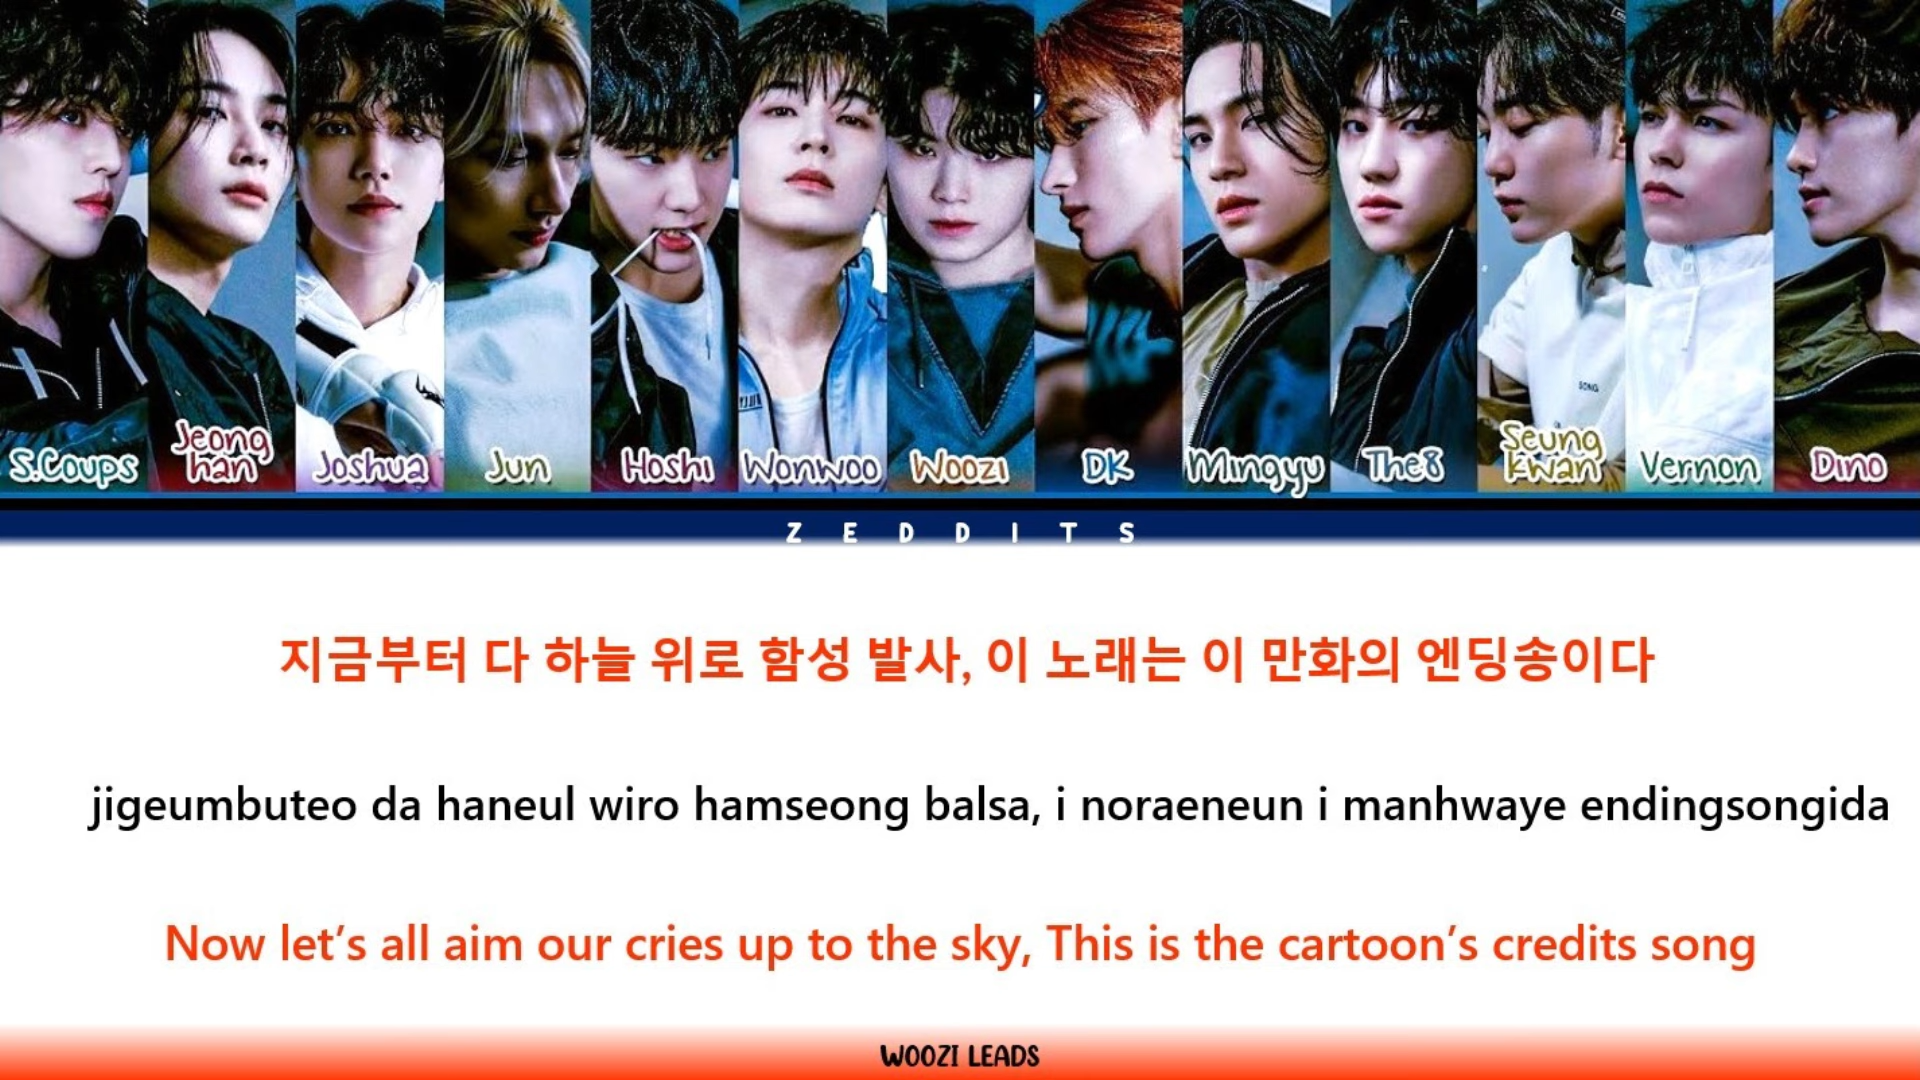 S.Coups
Jeong
han
Joshua
Jun
Hoshi
Wonwoo
Woozi
DK
Mingyu
The8
Seung
kwan
Vernon
Dino
ZEDDITS
지금부터 다 하늘 위로 함성 발사, 이 노래는 이 만화의 엔딩송이다
jigeumbuteo da haneul wiro hamseong balsa, i noraeneun i manhwaye endingsongida
Now let’s all aim our cries up to the sky, This is the cartoon’s credits song
WOOZI LEADS